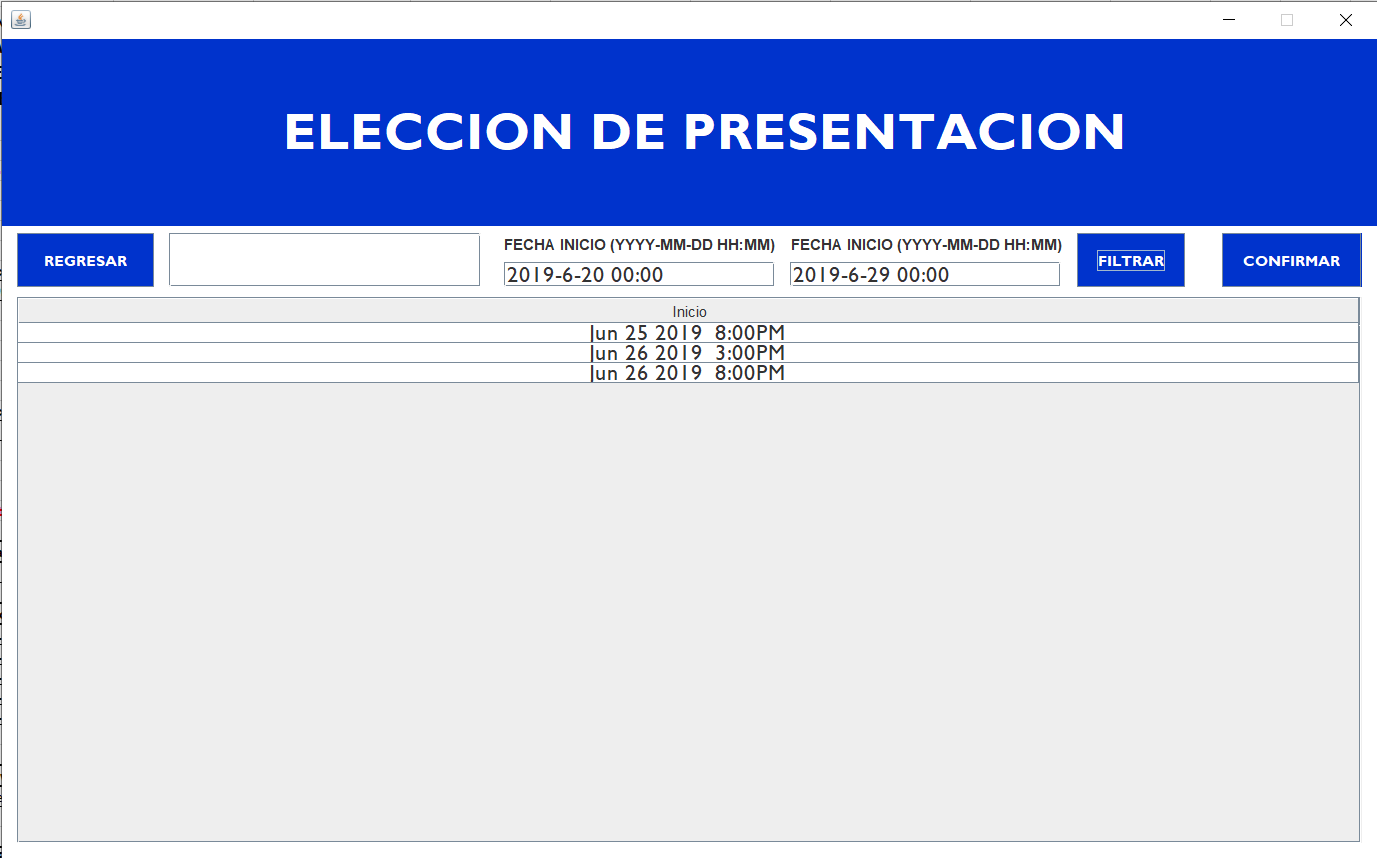 ELECCION DE PRESENTACION
REGRESAR
FECHA INICIO (YYYY-MM-DD HH:MM)
2019-6-20 00:00
FECHA INICIO (YYYY-MM-DD HH:MM)
2019-6-29 00:00
FILTRAR
CONFIRMAR
Inicio
Jun 25 2019 8:00PM
Jun 26 2019 3:00PM
Jun 26 2019 8:00PM